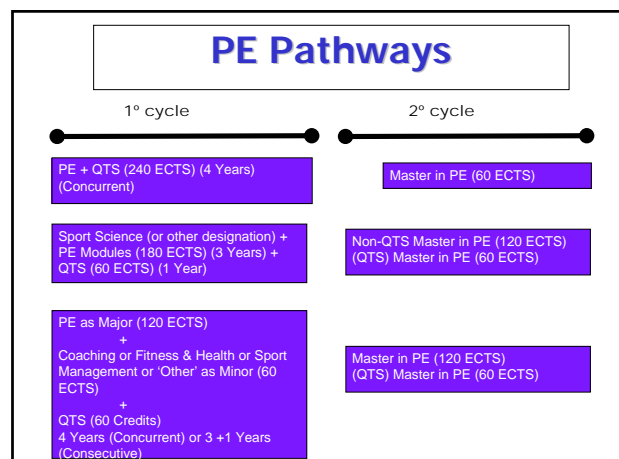 PE Pathways
1º cycle
2º cycle
PE + QTS (240 ECTS) (4 Years)
(Concurrent)
Master in PE (60 ECTS)
Sport Science (or other designation) +
PE Modules (180 ECTS) (3 Years) +
QTS (60 ECTS) (1 Year)
Non-QTS Master in PE (120 ECTS)
(QTS) Master in PE (60 ECTS)
PE as Major (120 ECTS)
+
Coaching or Fitness & Health or Sport
Management or ‘Other’ as Minor (60
ECTS)
+
QTS (60 Credits)
4 Years (Concurrent) or 3 +1 Years
(Consecutive)
Master in PE (120 ECTS)
(QTS) Master in PE (60 ECTS)